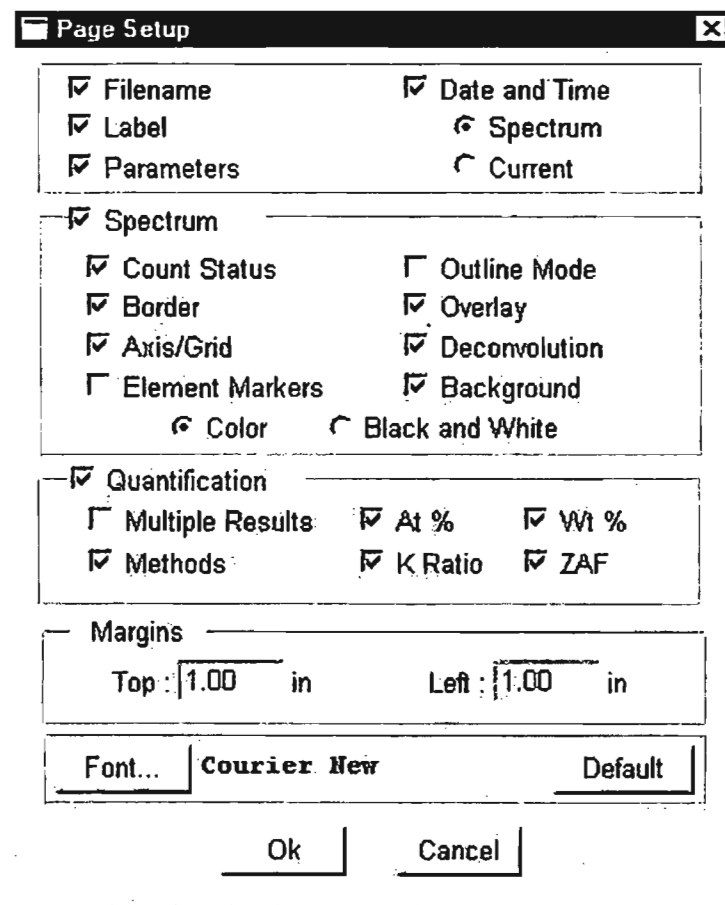 Page Setup
Filename
Date and Time
Label
Spectrum
Parameters
Current
Spectrum
Count Status
Outline Mode
Border
Overlay
Axis/Grid
Deconvolution
Element Markers
Background
Color
Black and White
Quantification
Multiple Results
At %
Wt %
Methods
K Ratio
ZAF
Margins
Top : 1.00 in
Left : 1.00 in
Font...
Courier New
Default
Ok
Cancel